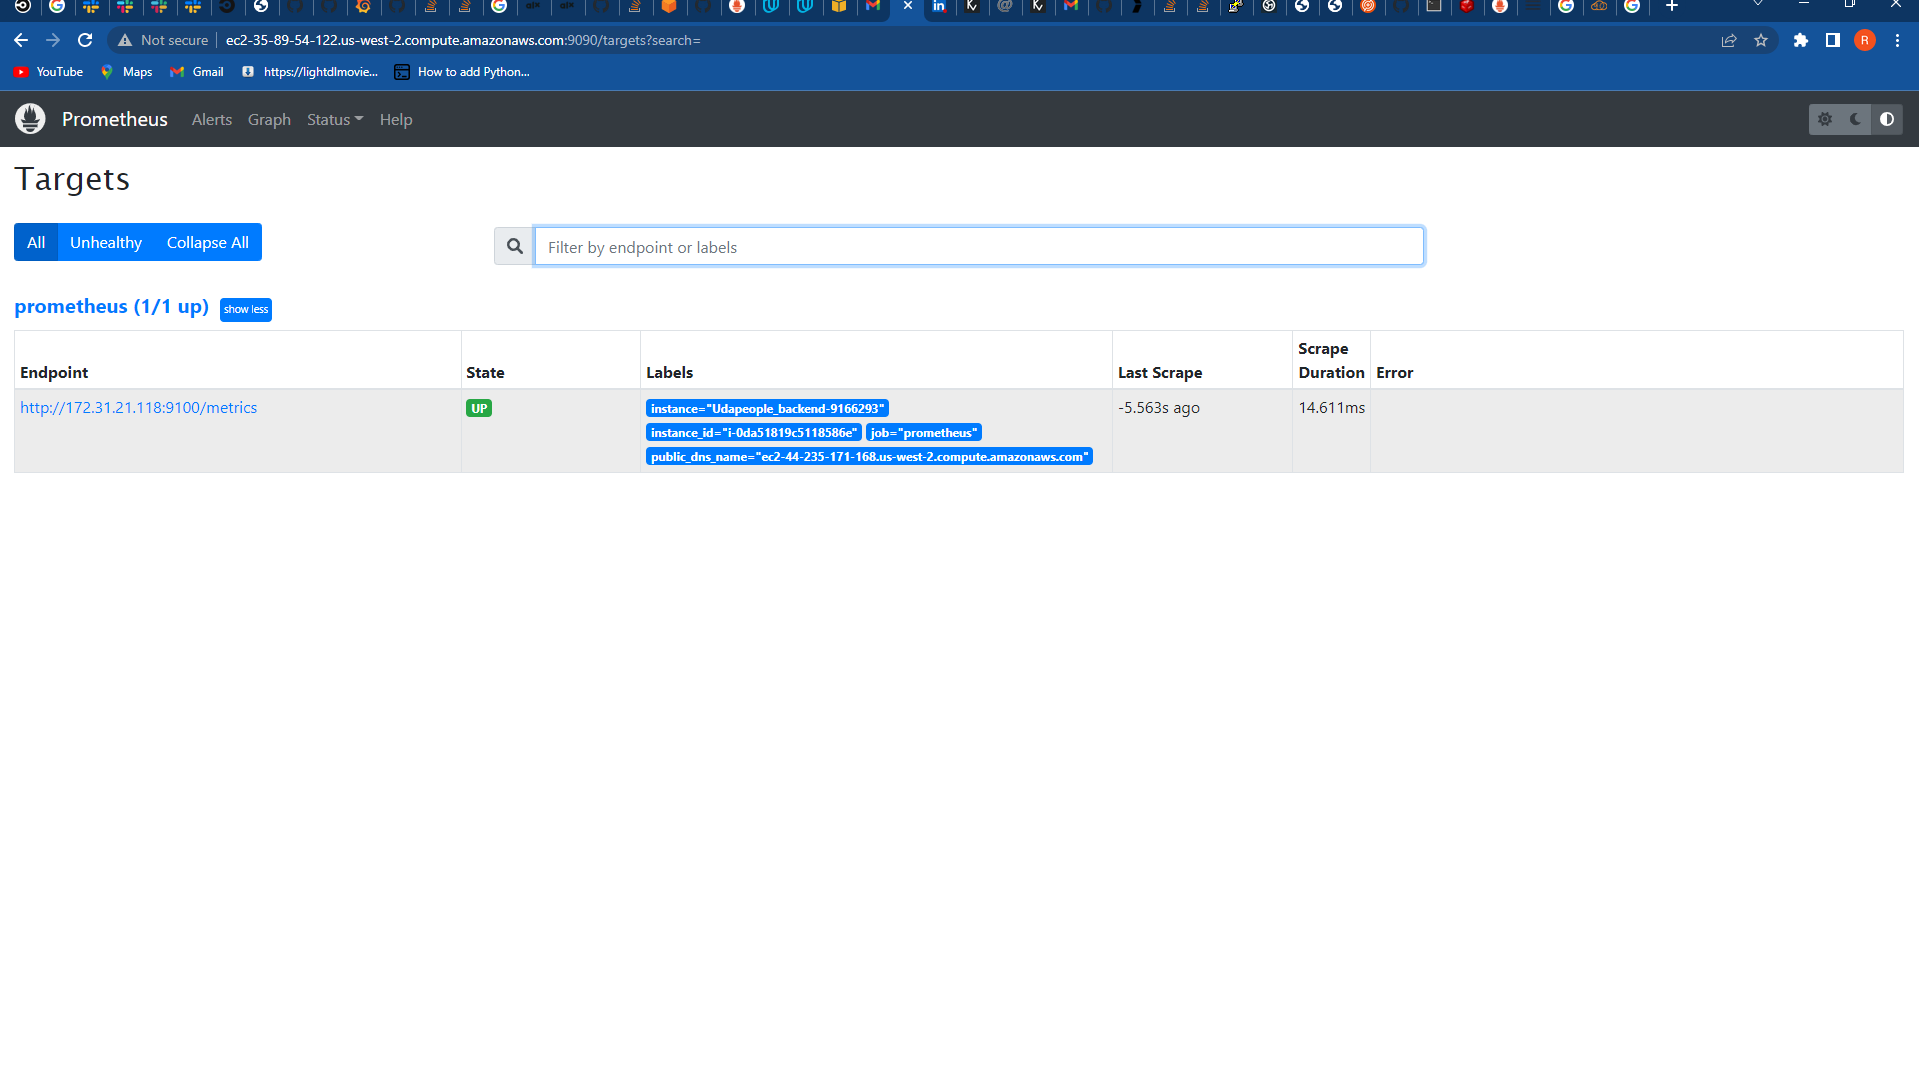 Not secure ec2-35-89-54-122.us-west-2.compute.amazonaws.com:9090/targets?search=
YouTube Maps Gmail https://lightdlmovie... How to add Python...
Prometheus Alerts Graph Status Help
Targets
All Unhealthy Collapse All
Filter by endpoint or labels
prometheus (1/1 up) show less
Endpoint State Labels Last Scrape Scrape Duration Error
http://172.31.21.118:9100/metrics UP instance="Udapeople_backend-9166293" -5.563s ago 14.611ms
instance_id="i-0da51819c5118586e" job="prometheus"
public_dns_name="ec2-44-235-171-168.us-west-2.compute.amazonaws.com"